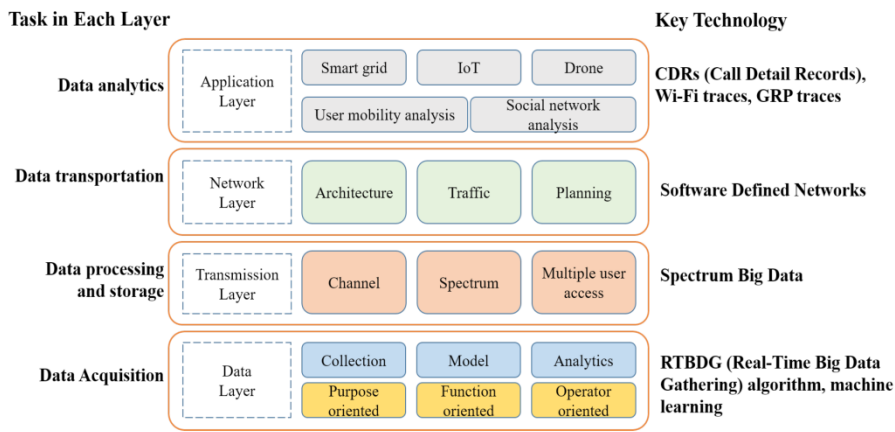 Task in Each Layer
Key Technology
Data analytics
Application
Layer
Smart grid
IoT
Drone
User mobility analysis
Social network
analysis
CDRs (Call Detail Records),
Wi-Fi traces, GRP traces
Data transportation
Network
Layer
Architecture
Traffic
Planning
Software Defined Networks
Data processing
and storage
Transmission
Layer
Channel
Spectrum
Multiple user
access
Spectrum Big Data
Data Acquisition
Data
Layer
Collection
Model
Analytics
Purpose
oriented
Function
oriented
Operator
oriented
RTBDG (Real-Time Big Data
Gathering) algorithm, machine
learning